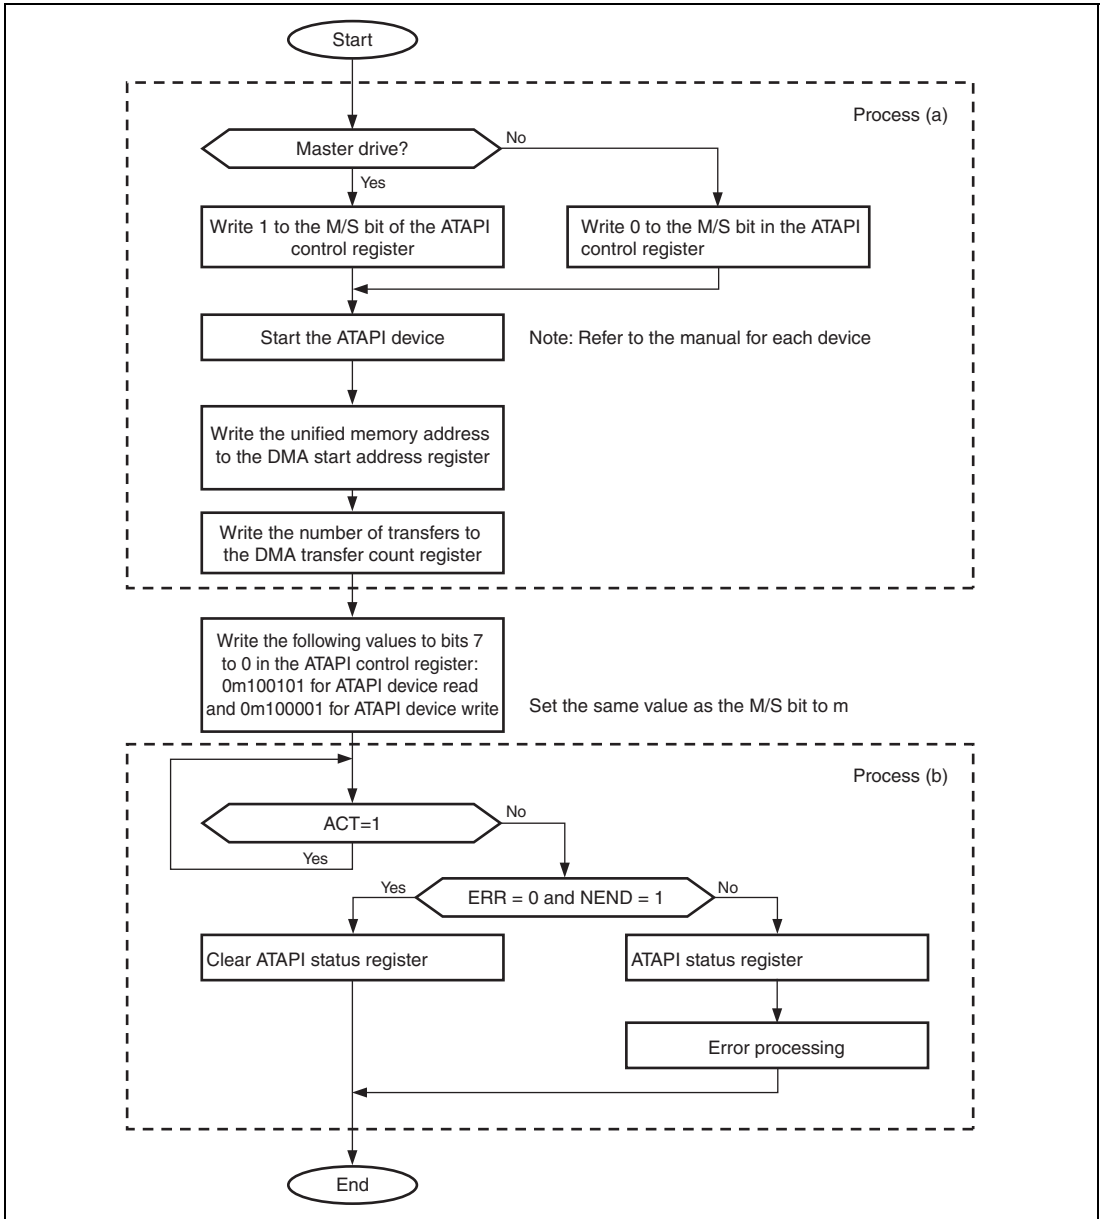 Start
Process (a)
Master drive?
No
Yes
Write 1 to the M/S bit of the ATAPI
control register
Write 0 to the M/S bit in the ATAPI
control register
Start the ATAPI device
Note: Refer to the manual for each device
Write the unified memory address
to the DMA start address register
Write the number of transfers to
the DMA transfer count register
Write the following values to bits 7
to 0 in the ATAPI control register:
0m100101 for ATAPI device read
and 0m100001 for ATAPI device write
Set the same value as the M/S bit to m
Process (b)
ACT=1
No
Yes
ERR = 0 and NEND = 1
Yes
No
Clear ATAPI status register
ATAPI status register
Error processing
End